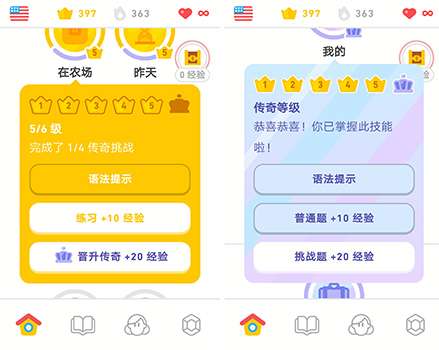 397
363
∞
5
5
在农场
昨天
0 经验
1
2
3
4
5
5/6 级
完成了 1/4 传奇挑战
语法提示
练习 +10 经验
晋升传奇 +20 经验
397
363
∞
我的
0 经验
1
2
3
4
5
传奇等级
恭喜恭喜！你已掌握此技能
啦！
语法提示
普通题 +10 经验
挑战题 +20 经验